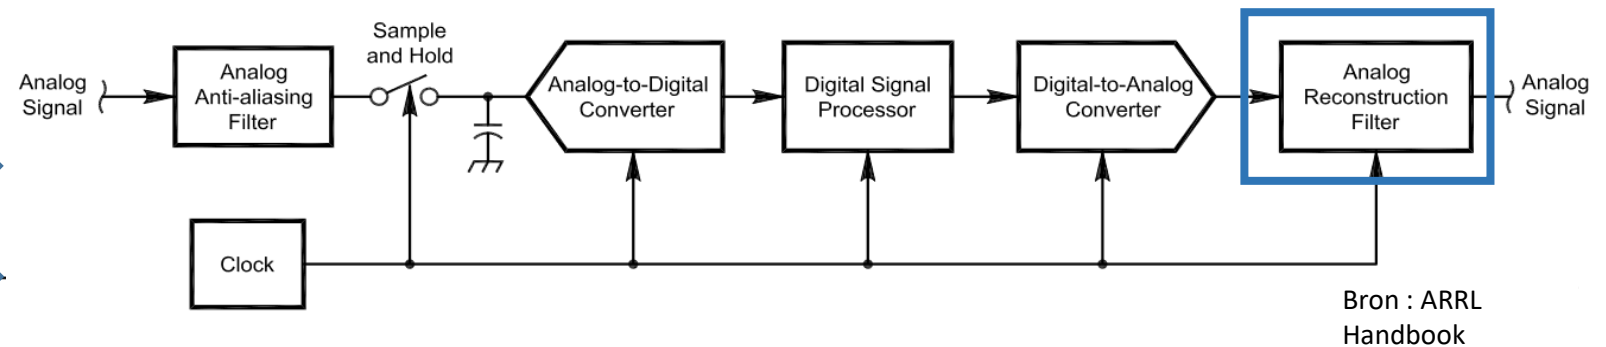 Analog
Signal
Analog
Anti-aliasing
Filter
Sample
and Hold
Analog-to-Digital
Converter
Digital Signal
Processor
Digital-to-Analog
Converter
Analog
Reconstruction
Filter
Analog
Signal
Clock
Bron : ARRL
Handbook